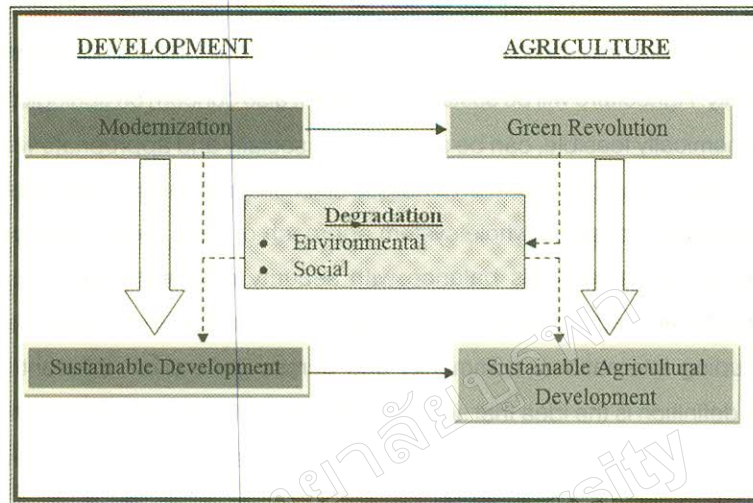 DEVELOPMENT
AGRICULTURE
Modernization
Green Revolution
Degradation
• Environmental
• Social
Sustainable Development
Sustainable Agricultural
Development